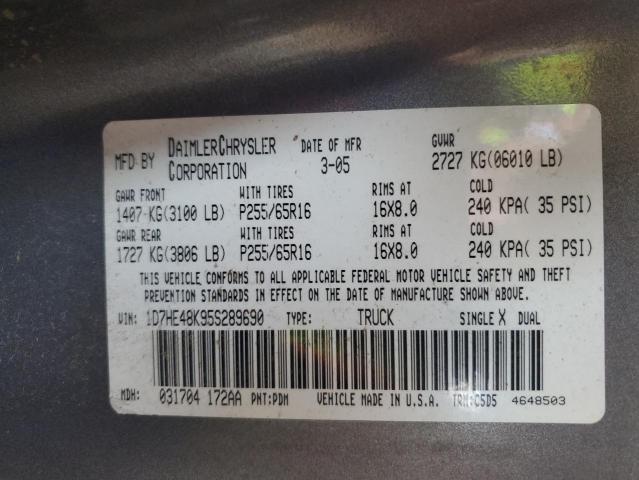 MFD BY DAIMLERCHRYSLER CORPORATION DATE OF MFR 3-05 GVWR 2727 KG(06010 LB)
GAWR FRONT WITH TIRES RIMS AT COLD
1407 KG(3100 LB) P255/65R16 16X8.0 240 KPA( 35 PSI)
GAWR REAR WITH TIRES RIMS AT COLD
1727 KG(3806 LB) P255/65R16 16X8.0 240 KPA( 35 PSI)
THIS VEHICLE CONFORMS TO ALL APPLICABLE FEDERAL MOTOR VEHICLE SAFETY AND THEFT
PREVENTION STANDARDS IN EFFECT ON THE DATE OF MANUFACTURE SHOWN ABOVE.
VIN: 1D7HE48K95S289690 TYPE: TRUCK SINGLE X DUAL
MDH: 031704 172AA PNT:PDM VEHICLE MADE IN U.S.A. TRM:C5D5 4648503